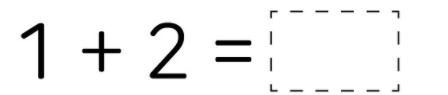 1 + 2 =